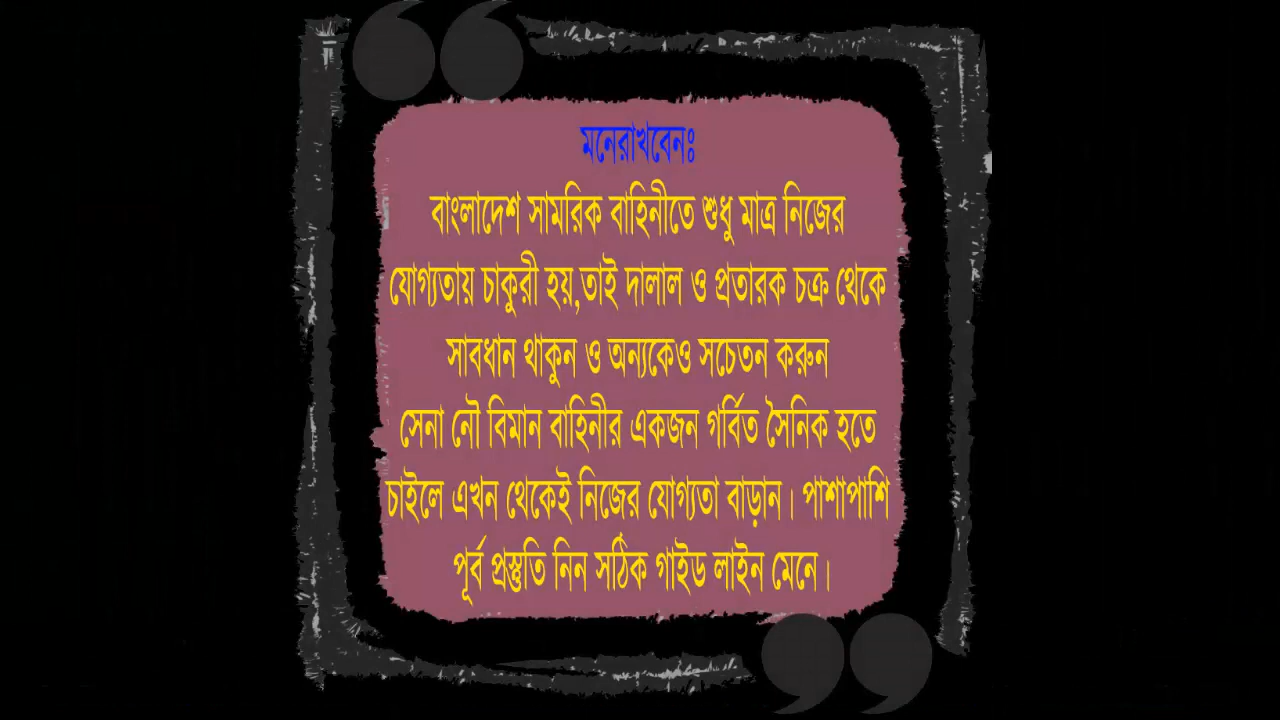 মনেরাখবেনঃ
বাংলাদেশ সামরিক বাহিনীতে শুধু মাত্র নিজের
যোগ্যতায় চাকুরী হয়,তাই দালাল ও প্রতারক চক্র থেকে
সাবধান থাকুন ও অন্যকেও সচেতন করুন
সেনা নৌ বিমান বাহিনীর একজন গর্বিত সৈনিক হতে
চাইলে এখন থেকেই নিজের যোগ্যতা বাড়ান। পাশাপাশি
পূর্ব প্রস্তুতি নিন সঠিক গাইড লাইন মেনে।